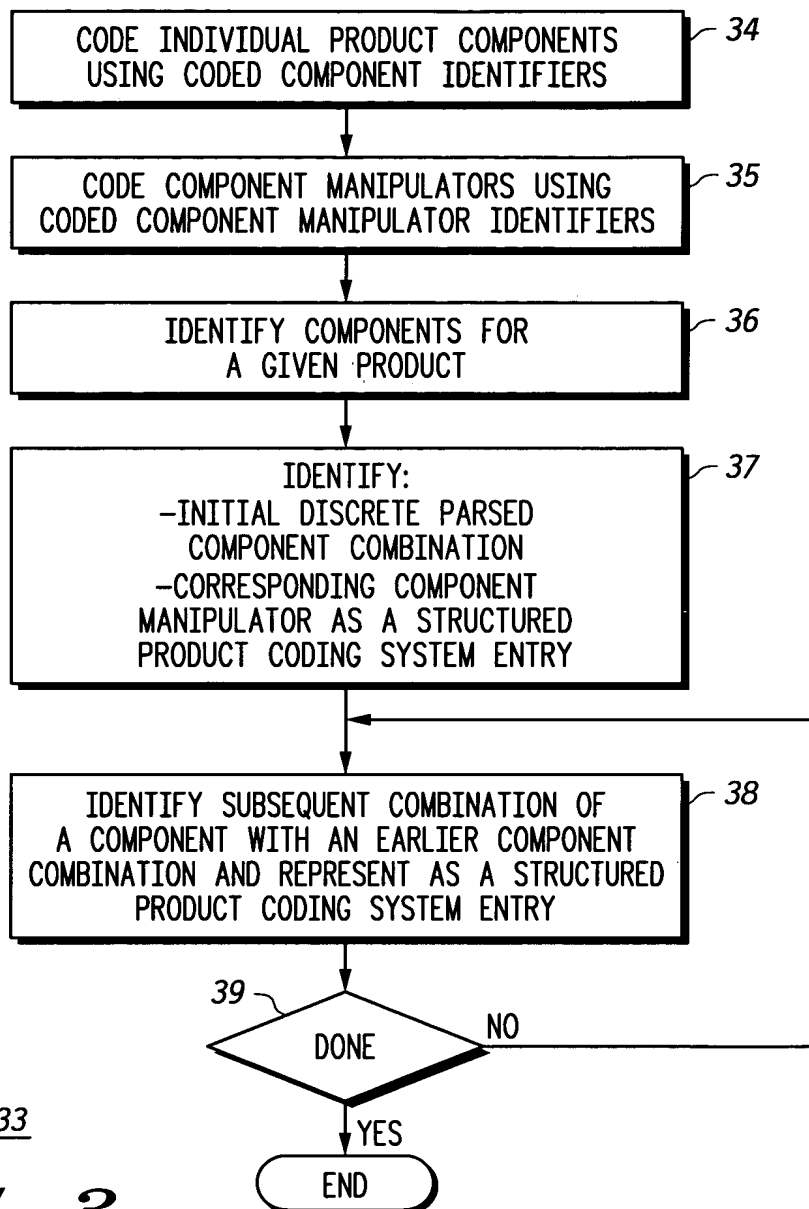 CODE INDIVIDUAL PRODUCT COMPONENTS
USING CODED COMPONENT IDENTIFIERS
34
CODE COMPONENT MANIPULATORS USING
CODED COMPONENT MANIPULATOR IDENTIFIERS
35
IDENTIFY COMPONENTS FOR
A GIVEN PRODUCT
36
IDENTIFY:
-INITIAL DISCRETE PARSED
COMPONENT COMBINATION
-CORRESPONDING COMPONENT
MANIPULATOR AS A STRUCTURED
PRODUCT CODING SYSTEM ENTRY
37
IDENTIFY SUBSEQUENT COMBINATION OF
A COMPONENT WITH AN EARLIER COMPONENT
COMBINATION AND REPRESENT AS A STRUCTURED
PRODUCT CODING SYSTEM ENTRY
38
39
DONE
NO
YES
33
END